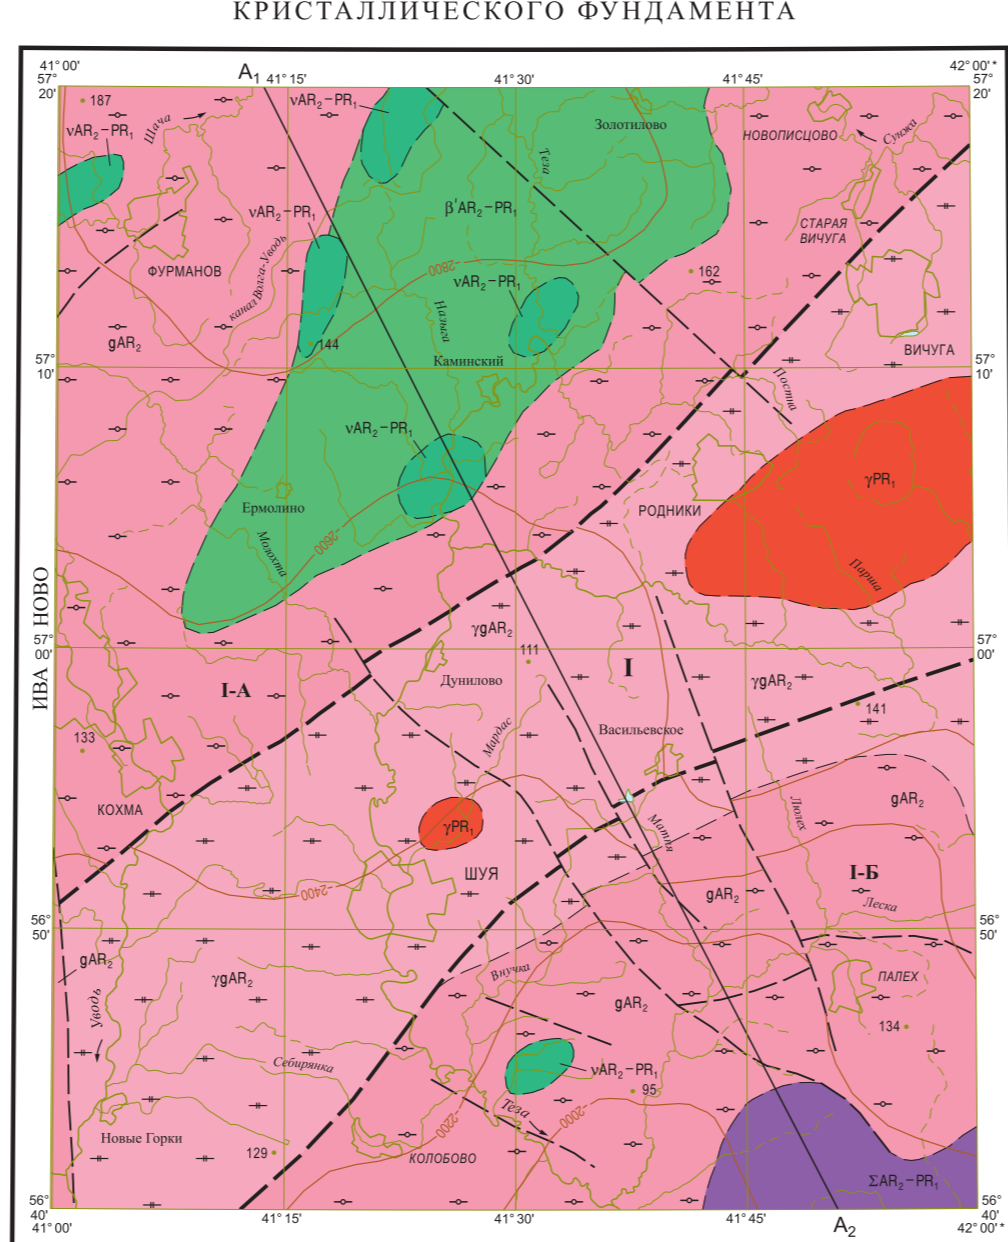 КРИСТАЛЛИЧЕСКОГО ФУНДАМЕНТА
41° 00'
A₁
41° 15'
41° 30'
41° 45'
42° 00' *
57°
20'
57°
20'
187
νAR₂–PR₁
νAR₂–PR₁
Шача
Золотилово
НОВОПИСЦОВО
Сунжа
Теза
νAR₂–PR₁
β'AR₂–PR₁
СТАРАЯ
ВИЧУГА
ФУРМАНОВ
канал Волга-Уводь
–2800
νAR₂–PR₁
162
Налыга
gAR₂
144
ВИЧУГА
57°
10'
Каминский
57°
10'
Постна
νAR₂–PR₁
γPR₁
Ермолино
РОДНИКИ
–2600
Молохта
Парша
ИВА НОВО
γgAR₂
57°
00'
57°
00'
111
I
I-А
Дунилово
γgAR₂
141
Васильевское
133
Мардас
КОХМА
gAR₂
Люлех
γPR₁
Матня
ШУЯ
I-Б
–2400
gAR₂
Леска
56°
50'
56°
50'
gAR₂
Внучка
ПАЛЕХ
γgAR₂
gAR₂
Уводь
134
Себирянка
νAR₂–PR₁
95
Теза
–2200
–2000
Новые Горки
129
КОЛОБОВО
ΣAR₂–PR₁
56°
40'
56°
40'
41° 00'
41° 15'
41° 30'
41° 45'
A₂
42° 00' *